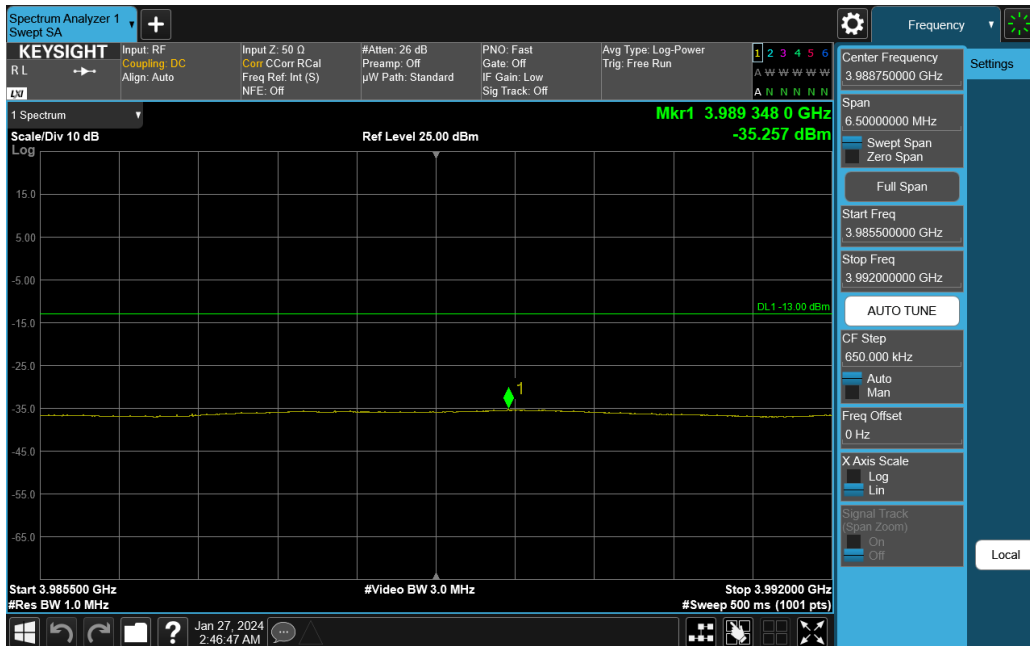 Spectrum Analyzer 1
Swept SA
Frequency
KEYSIGHT
R L
LXI
Input: RF
Coupling: DC
Align: Auto
Input Z: 50 Ω
Corr CCorr RCal
Freq Ref: Int (S)
NFE: Off
#Atten: 26 dB
Preamp: Off
µW Path: Standard
PNO: Fast
Gate: Off
IF Gain: Low
Sig Track: Off
Avg Type: Log-Power
Trig: Free Run
1 2 3 4 5 6
A W W W W W
A N N N N N
1 Spectrum
Mkr1 3.989 348 0 GHz
Scale/Div 10 dB
Ref Level 25.00 dBm
-35.257 dBm
Log
15.0
5.00
-5.00
DL1 -13.00 dBm
-15.0
-25.0
1
-35.0
-45.0
-55.0
-65.0
Start 3.985500 GHz
#Video BW 3.0 MHz
Stop 3.992000 GHz
#Res BW 1.0 MHz
#Sweep 500 ms (1001 pts)
?
Jan 27, 2024
2:46:47 AM
Center Frequency
3.988750000 GHz
Settings
Span
6.50000000 MHz
Swept Span
Zero Span
Full Span
Start Freq
3.985500000 GHz
Stop Freq
3.992000000 GHz
AUTO TUNE
CF Step
650.000 kHz
Auto
Man
Freq Offset
0 Hz
X Axis Scale
Log
Lin
Signal Track
(Span Zoom)
On
Off
Local